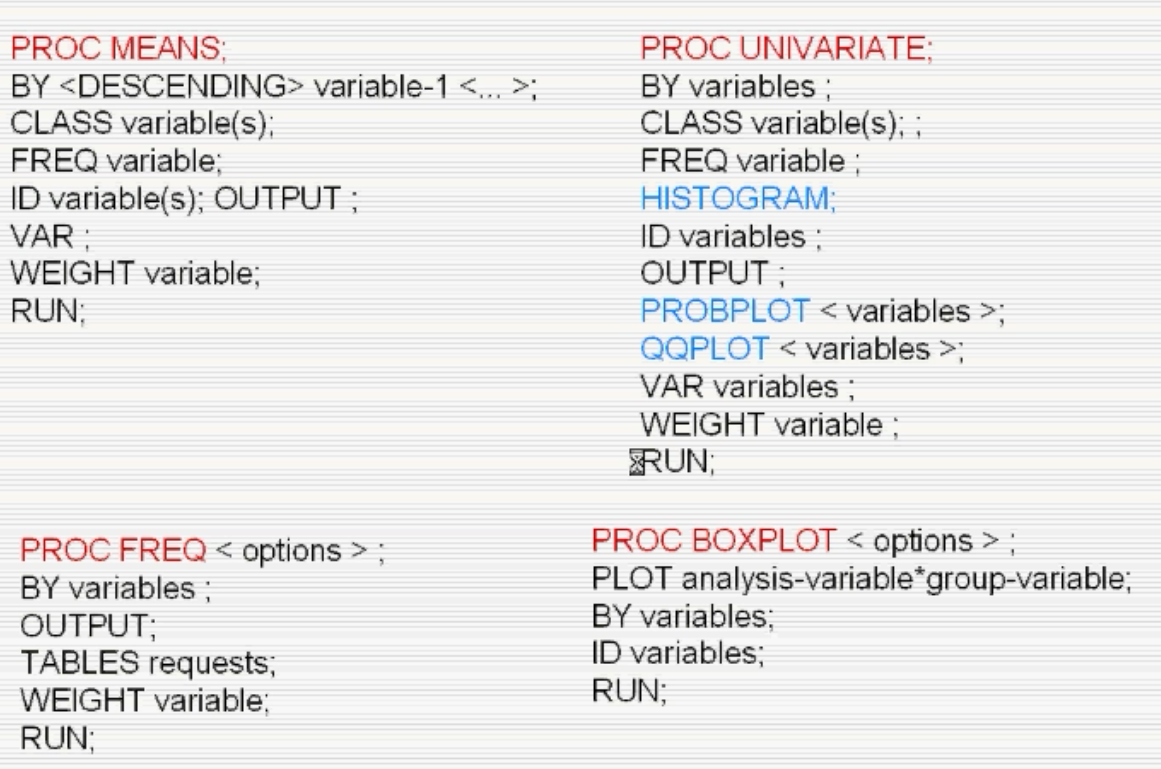 PROC MEANS;
BY <DESCENDING> variable-1 <... >;
CLASS variable(s);
FREQ variable;
ID variable(s); OUTPUT ;
VAR ;
WEIGHT variable;
RUN;
PROC UNIVARIATE;
BY variables ;
CLASS variable(s); ;
FREQ variable ;
HISTOGRAM;
ID variables ;
OUTPUT ;
PROBPLOT < variables >;
QQPLOT < variables >;
VAR variables ;
WEIGHT variable ;
RUN;
PROC FREQ < options > ;
BY variables ;
OUTPUT;
TABLES requests;
WEIGHT variable;
RUN;
PROC BOXPLOT < options > ;
PLOT analysis-variable*group-variable;
BY variables;
ID variables;
RUN;